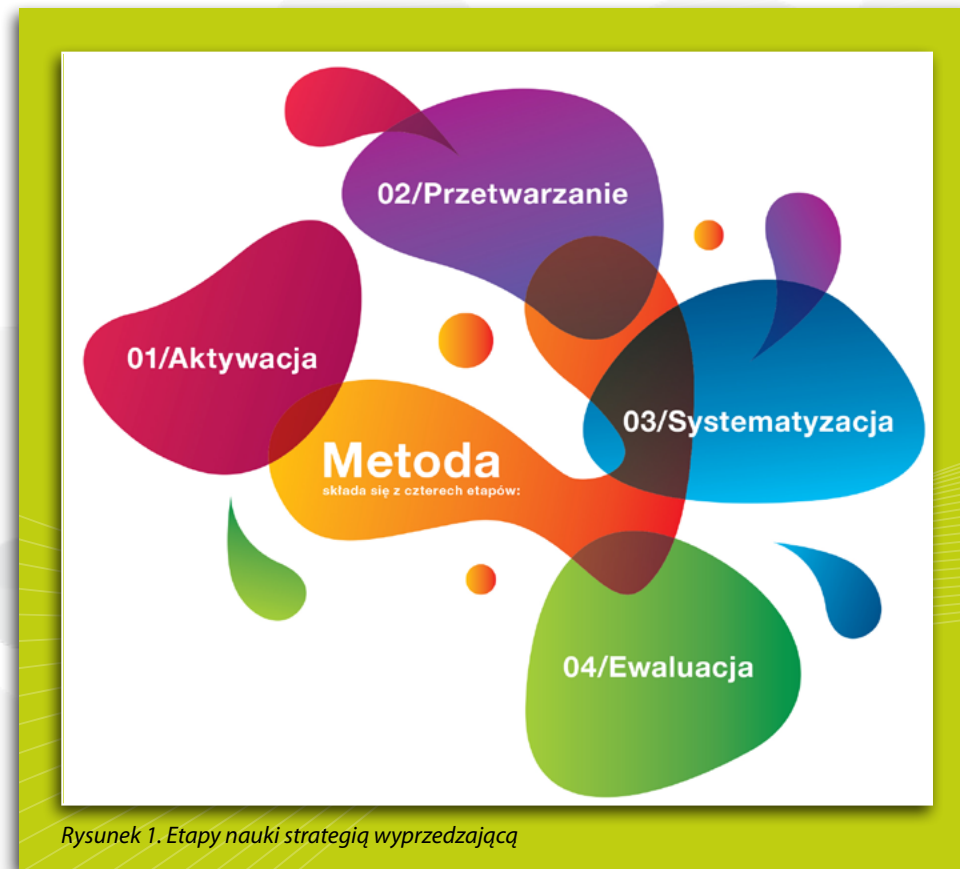 01/Aktywacja
02/Przetwarzanie
03/Systematyzacja
04/Ewaluacja
Metoda
składa się z czterech etapów:
Rysunek 1. Etapy nauki strategią wyprzedzającą